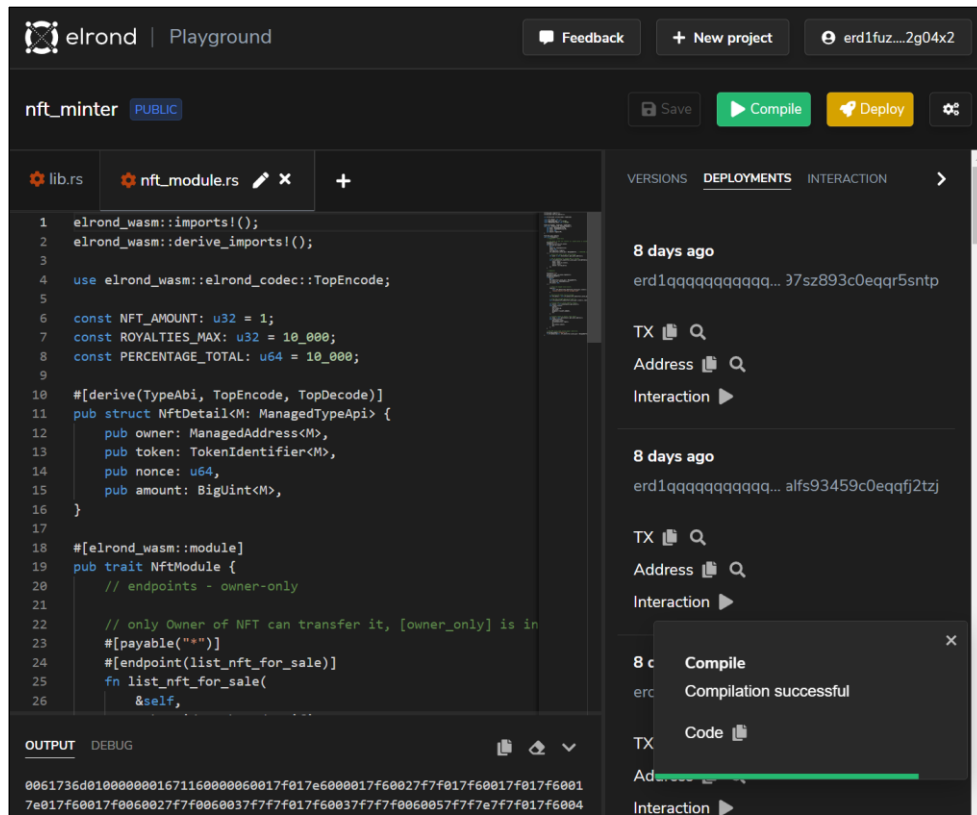 elrond | Playground
Feedback
+ New project
erd1fuz....2g04x2
nft_minter PUBLIC
Save
Compile
Deploy
lib.rs
nft_module.rs
+
VERSIONS DEPLOYMENTS INTERACTION
1 elrond_wasm::imports!();
2 elrond_wasm::derive_imports!();
3
4 use elrond_wasm::elrond_codec::TopEncode;
5
6 const NFT_AMOUNT: u32 = 1;
7 const ROYALTIES_MAX: u32 = 10_000;
8 const PERCENTAGE_TOTAL: u64 = 10_000;
9
10 #[derive(TypeAbi, TopEncode, TopDecode)]
11 pub struct NftDetail<M: ManagedTypeApi> {
12 pub owner: ManagedAddress<M>,
13 pub token: TokenIdentifier<M>,
14 pub nonce: u64,
15 pub amount: BigUint<M>,
16 }
17
18 #[elrond_wasm::module]
19 pub trait NftModule {
20 // endpoints - owner-only
21
22 // only Owner of NFT can transfer it, [owner_only] is in
23 #[payable("*")]
24 #[endpoint(list_nft_for_sale)]
25 fn list_nft_for_sale(
26 &self,
OUTPUT DEBUG
0061736d01000000016711600000060017f017e6000017f60027f7f017f60017f017f6001
7e017f60017f0060027f7f0060037f7f7f017f60037f7f7f0060057f7f7e7f7f017f6004
8 days ago
erd1qqqqqqqqqqq... 97sz893c0eqqr5sntp
TX
Address
Interaction
8 days ago
erd1qqqqqqqqqqq... alfs93459c0eqqfj2tzj
TX
Address
Interaction
8 d
erd
TX
Add
Interaction
Compile
Compilation successful
Code